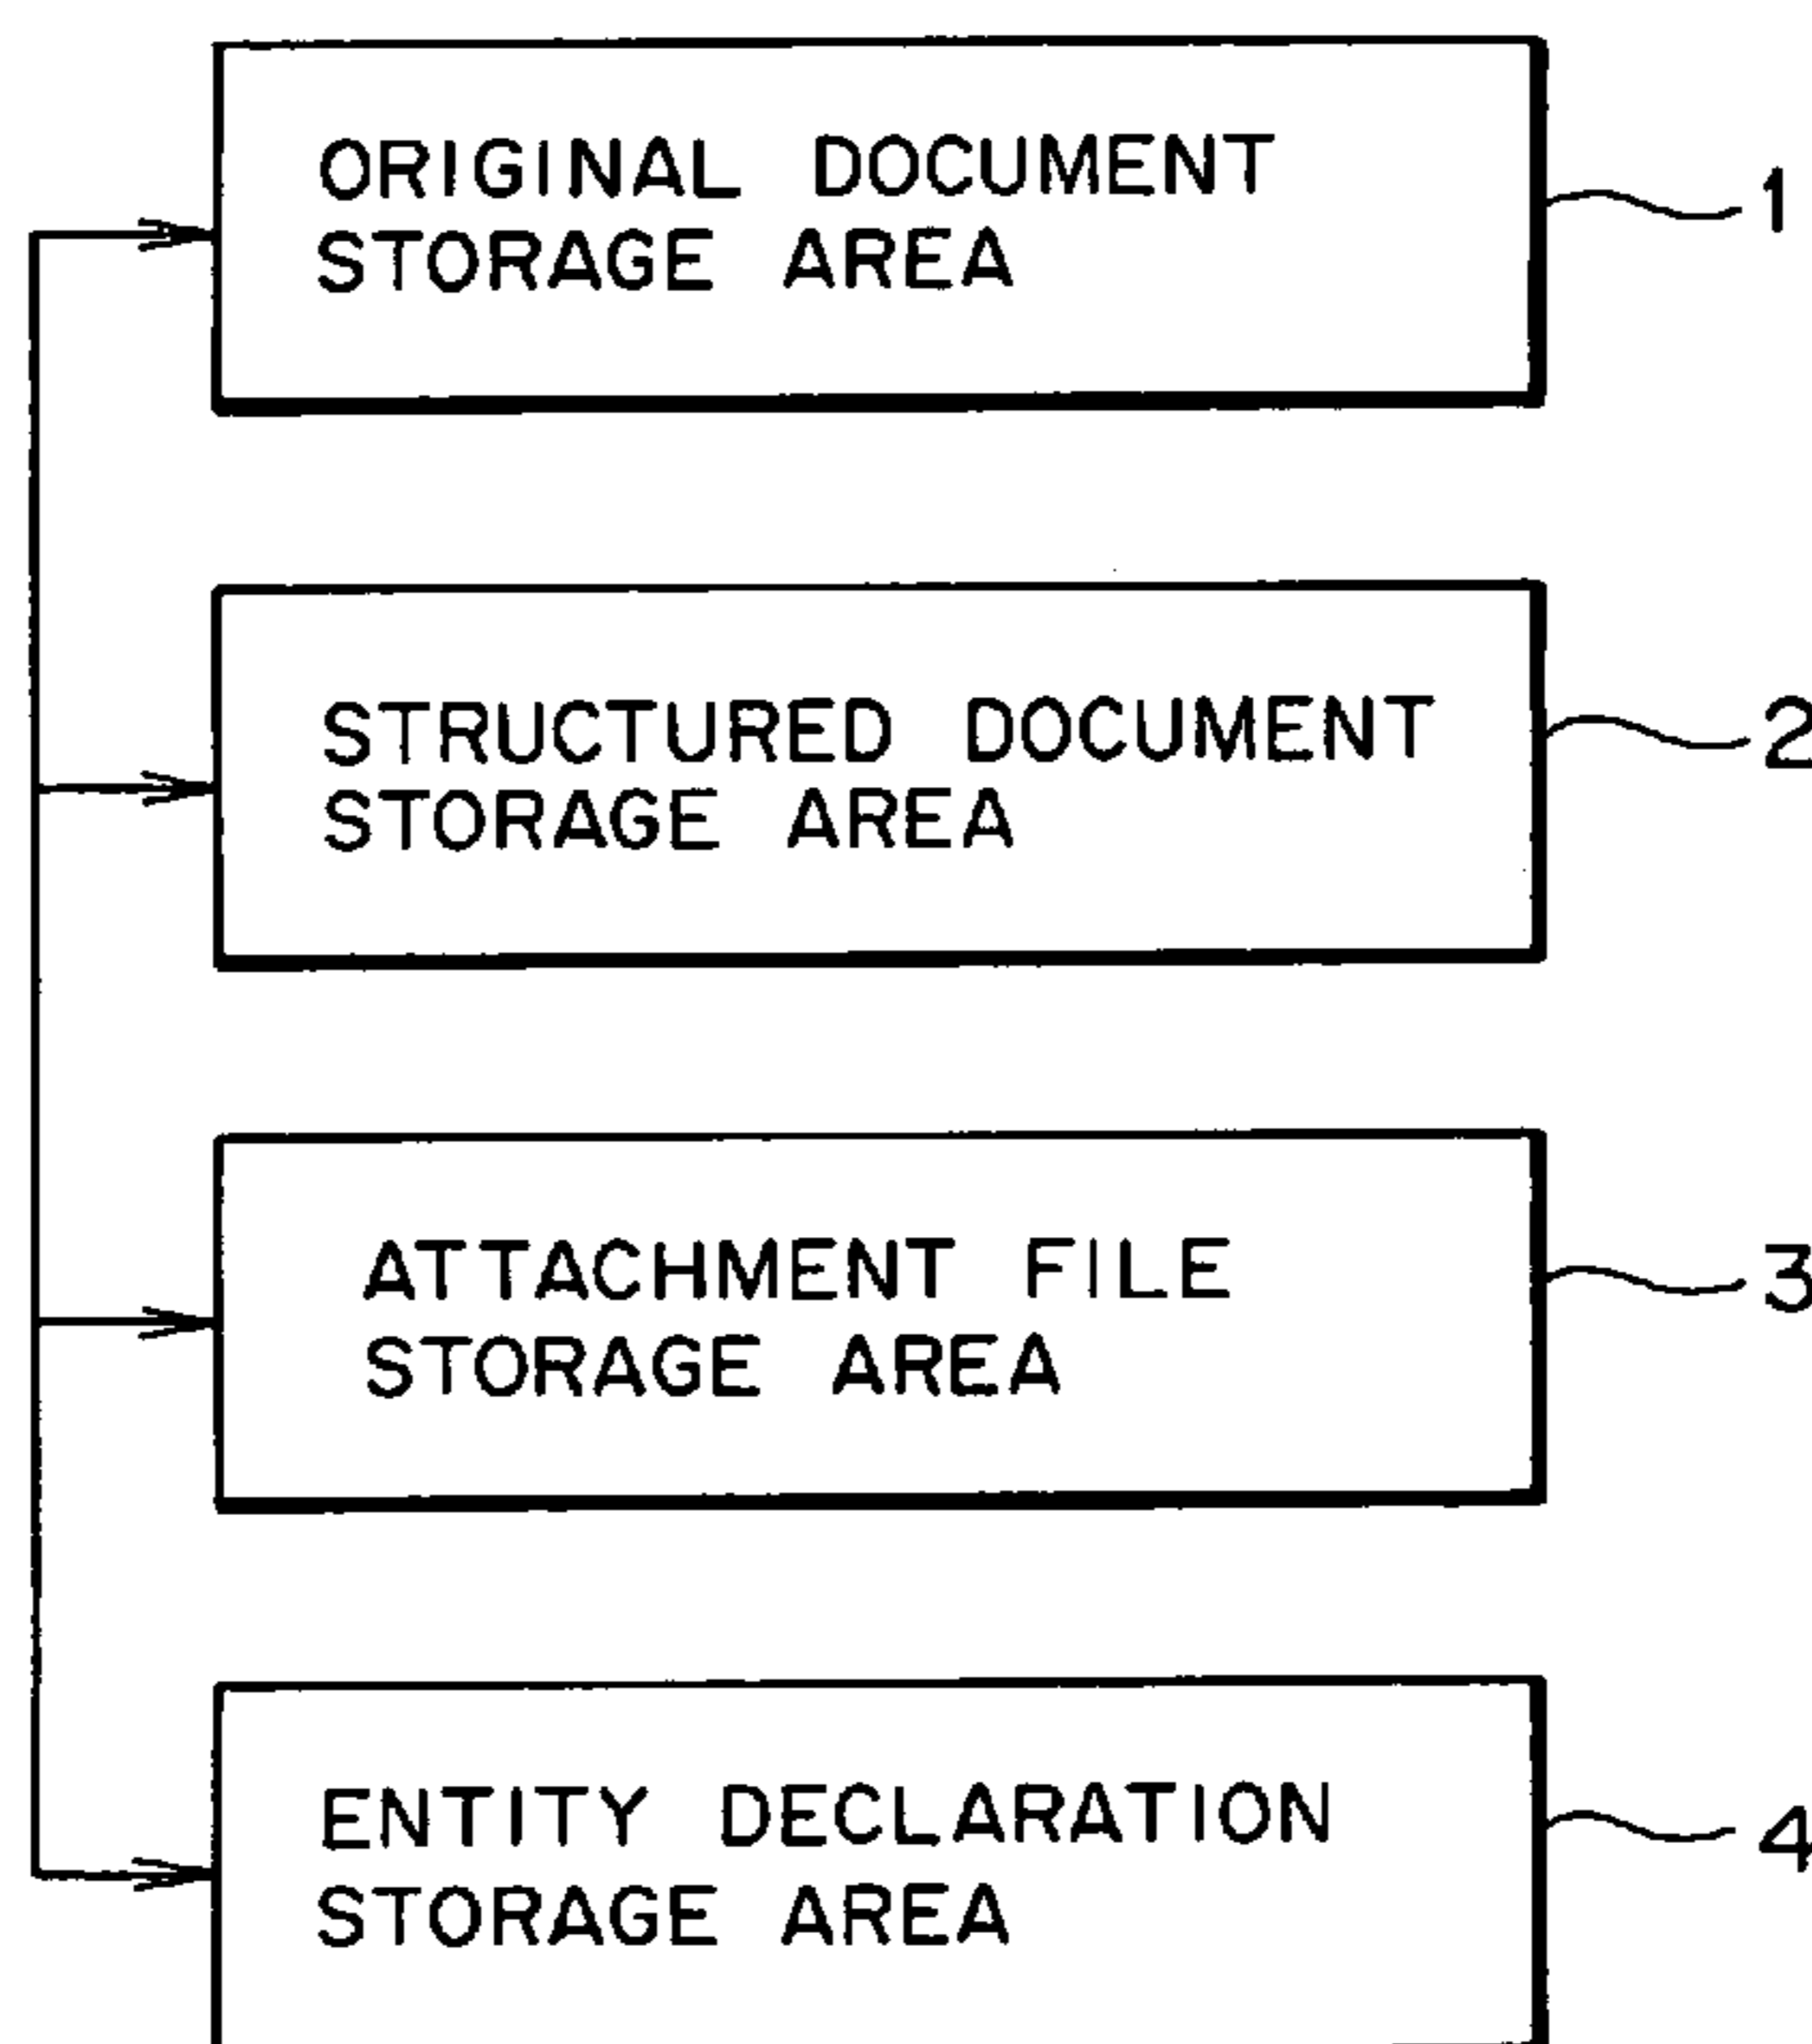 ORIGINAL DOCUMENT
STORAGE AREA
1
STRUCTURED DOCUMENT
STORAGE AREA
2
ATTACHMENT FILE
STORAGE AREA
3
ENTITY DECLARATION
STORAGE AREA
4